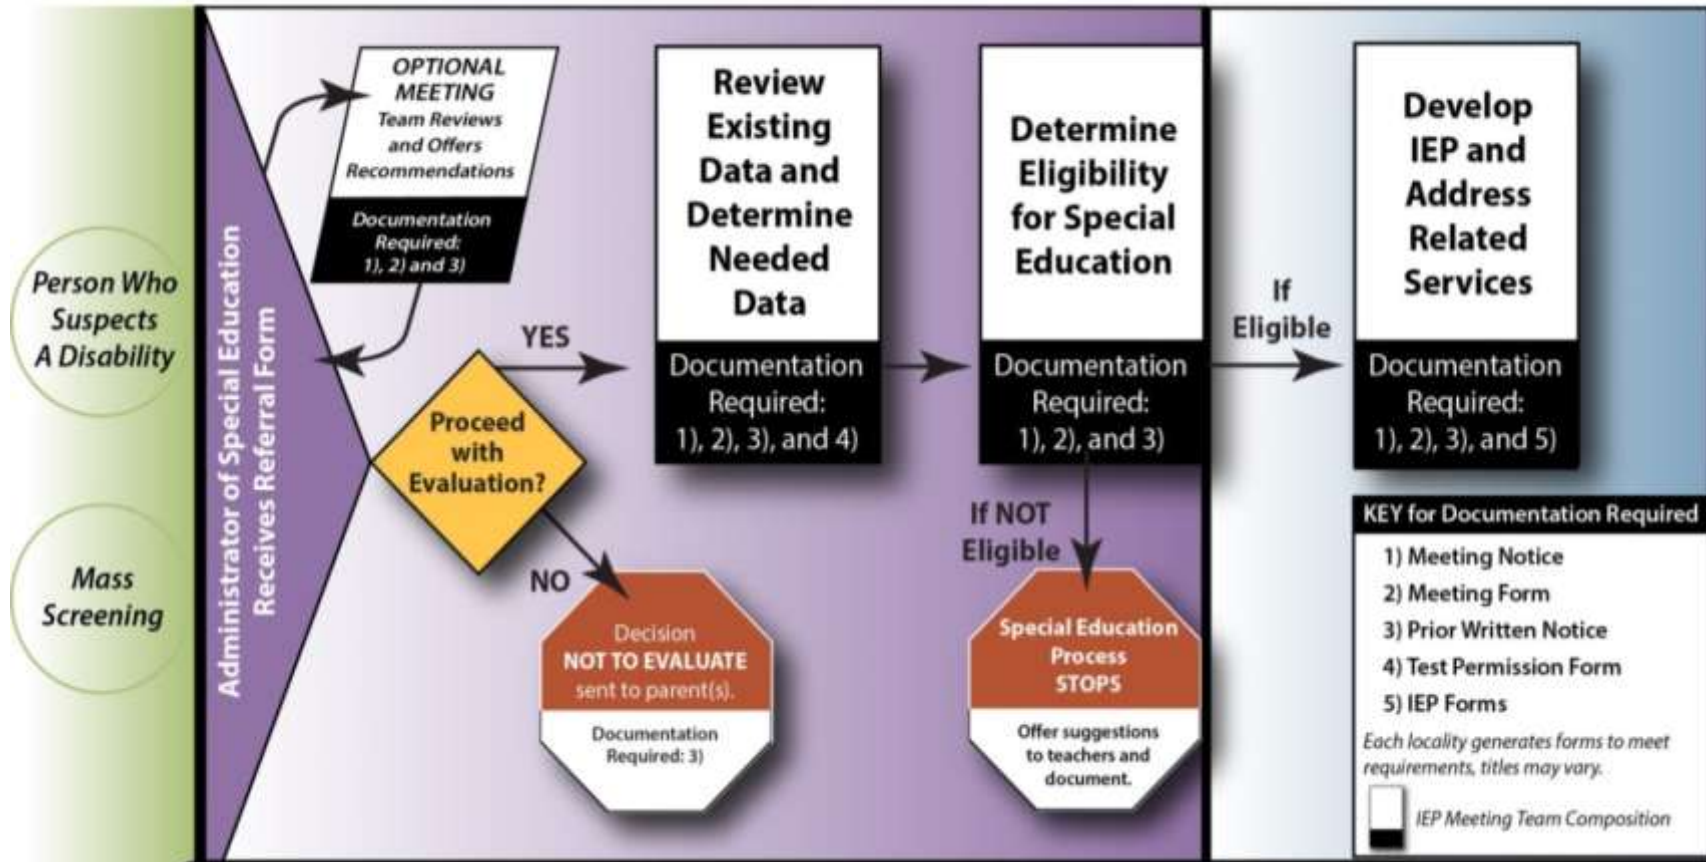 Person Who
Suspects
A Disability
Mass
Screening
Administrator of Special Education
Receives Referral Form
OPTIONAL
MEETING
Team Reviews
and Offers
Recommendations
Documentation
Required:
1), 2) and 3)
Proceed
with
Evaluation?
YES
NO
Decision
NOT TO EVALUATE
sent to parent(s).
Documentation
Required: 3)
Review
Existing
Data and
Determine
Needed
Data
Documentation
Required:
1), 2), 3), and 4)
Determine
Eligibility
for Special
Education
Documentation
Required:
1), 2), and 3)
If NOT
Eligible
Special Education
Process
STOPS
Offer suggestions
to teachers and
document.
If
Eligible
Develop
IEP and
Address
Related
Services
Documentation
Required:
1), 2), 3), and 5)
KEY for Documentation Required
1) Meeting Notice
2) Meeting Form
3) Prior Written Notice
4) Test Permission Form
5) IEP Forms
Each locality generates forms to meet
requirements, titles may vary.
IEP Meeting Team Composition